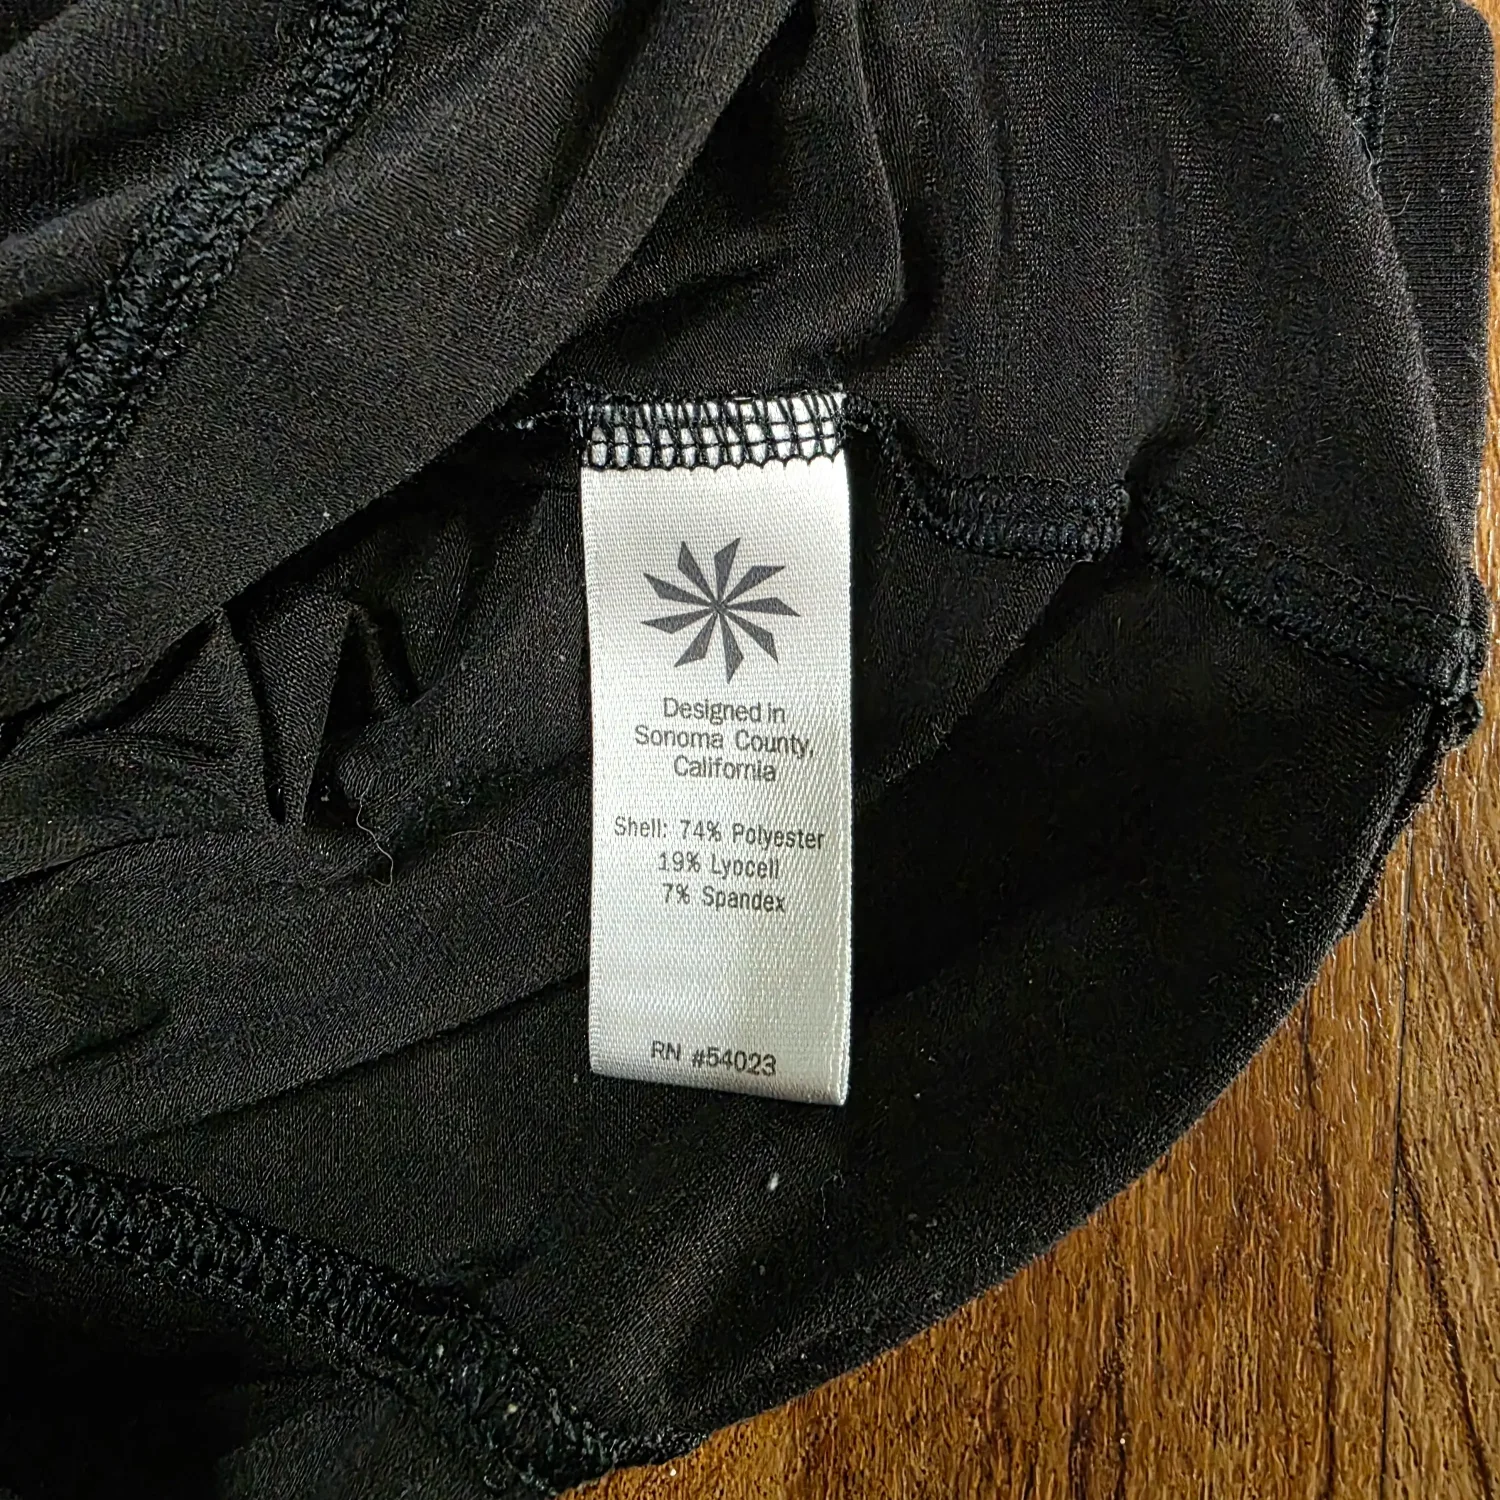 Designed in
Sonoma County,
California
Shell: 74% Polyester
19% Lyocell
7% Spandex
RN #54023